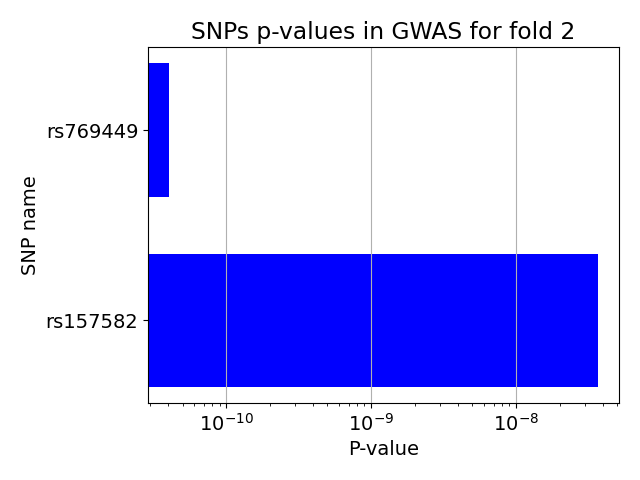 SNPs p-values in GWAS for fold 2
rs769449
rs157582
SNP name
10⁻¹⁰ 10⁻⁹ 10⁻⁸
P-value